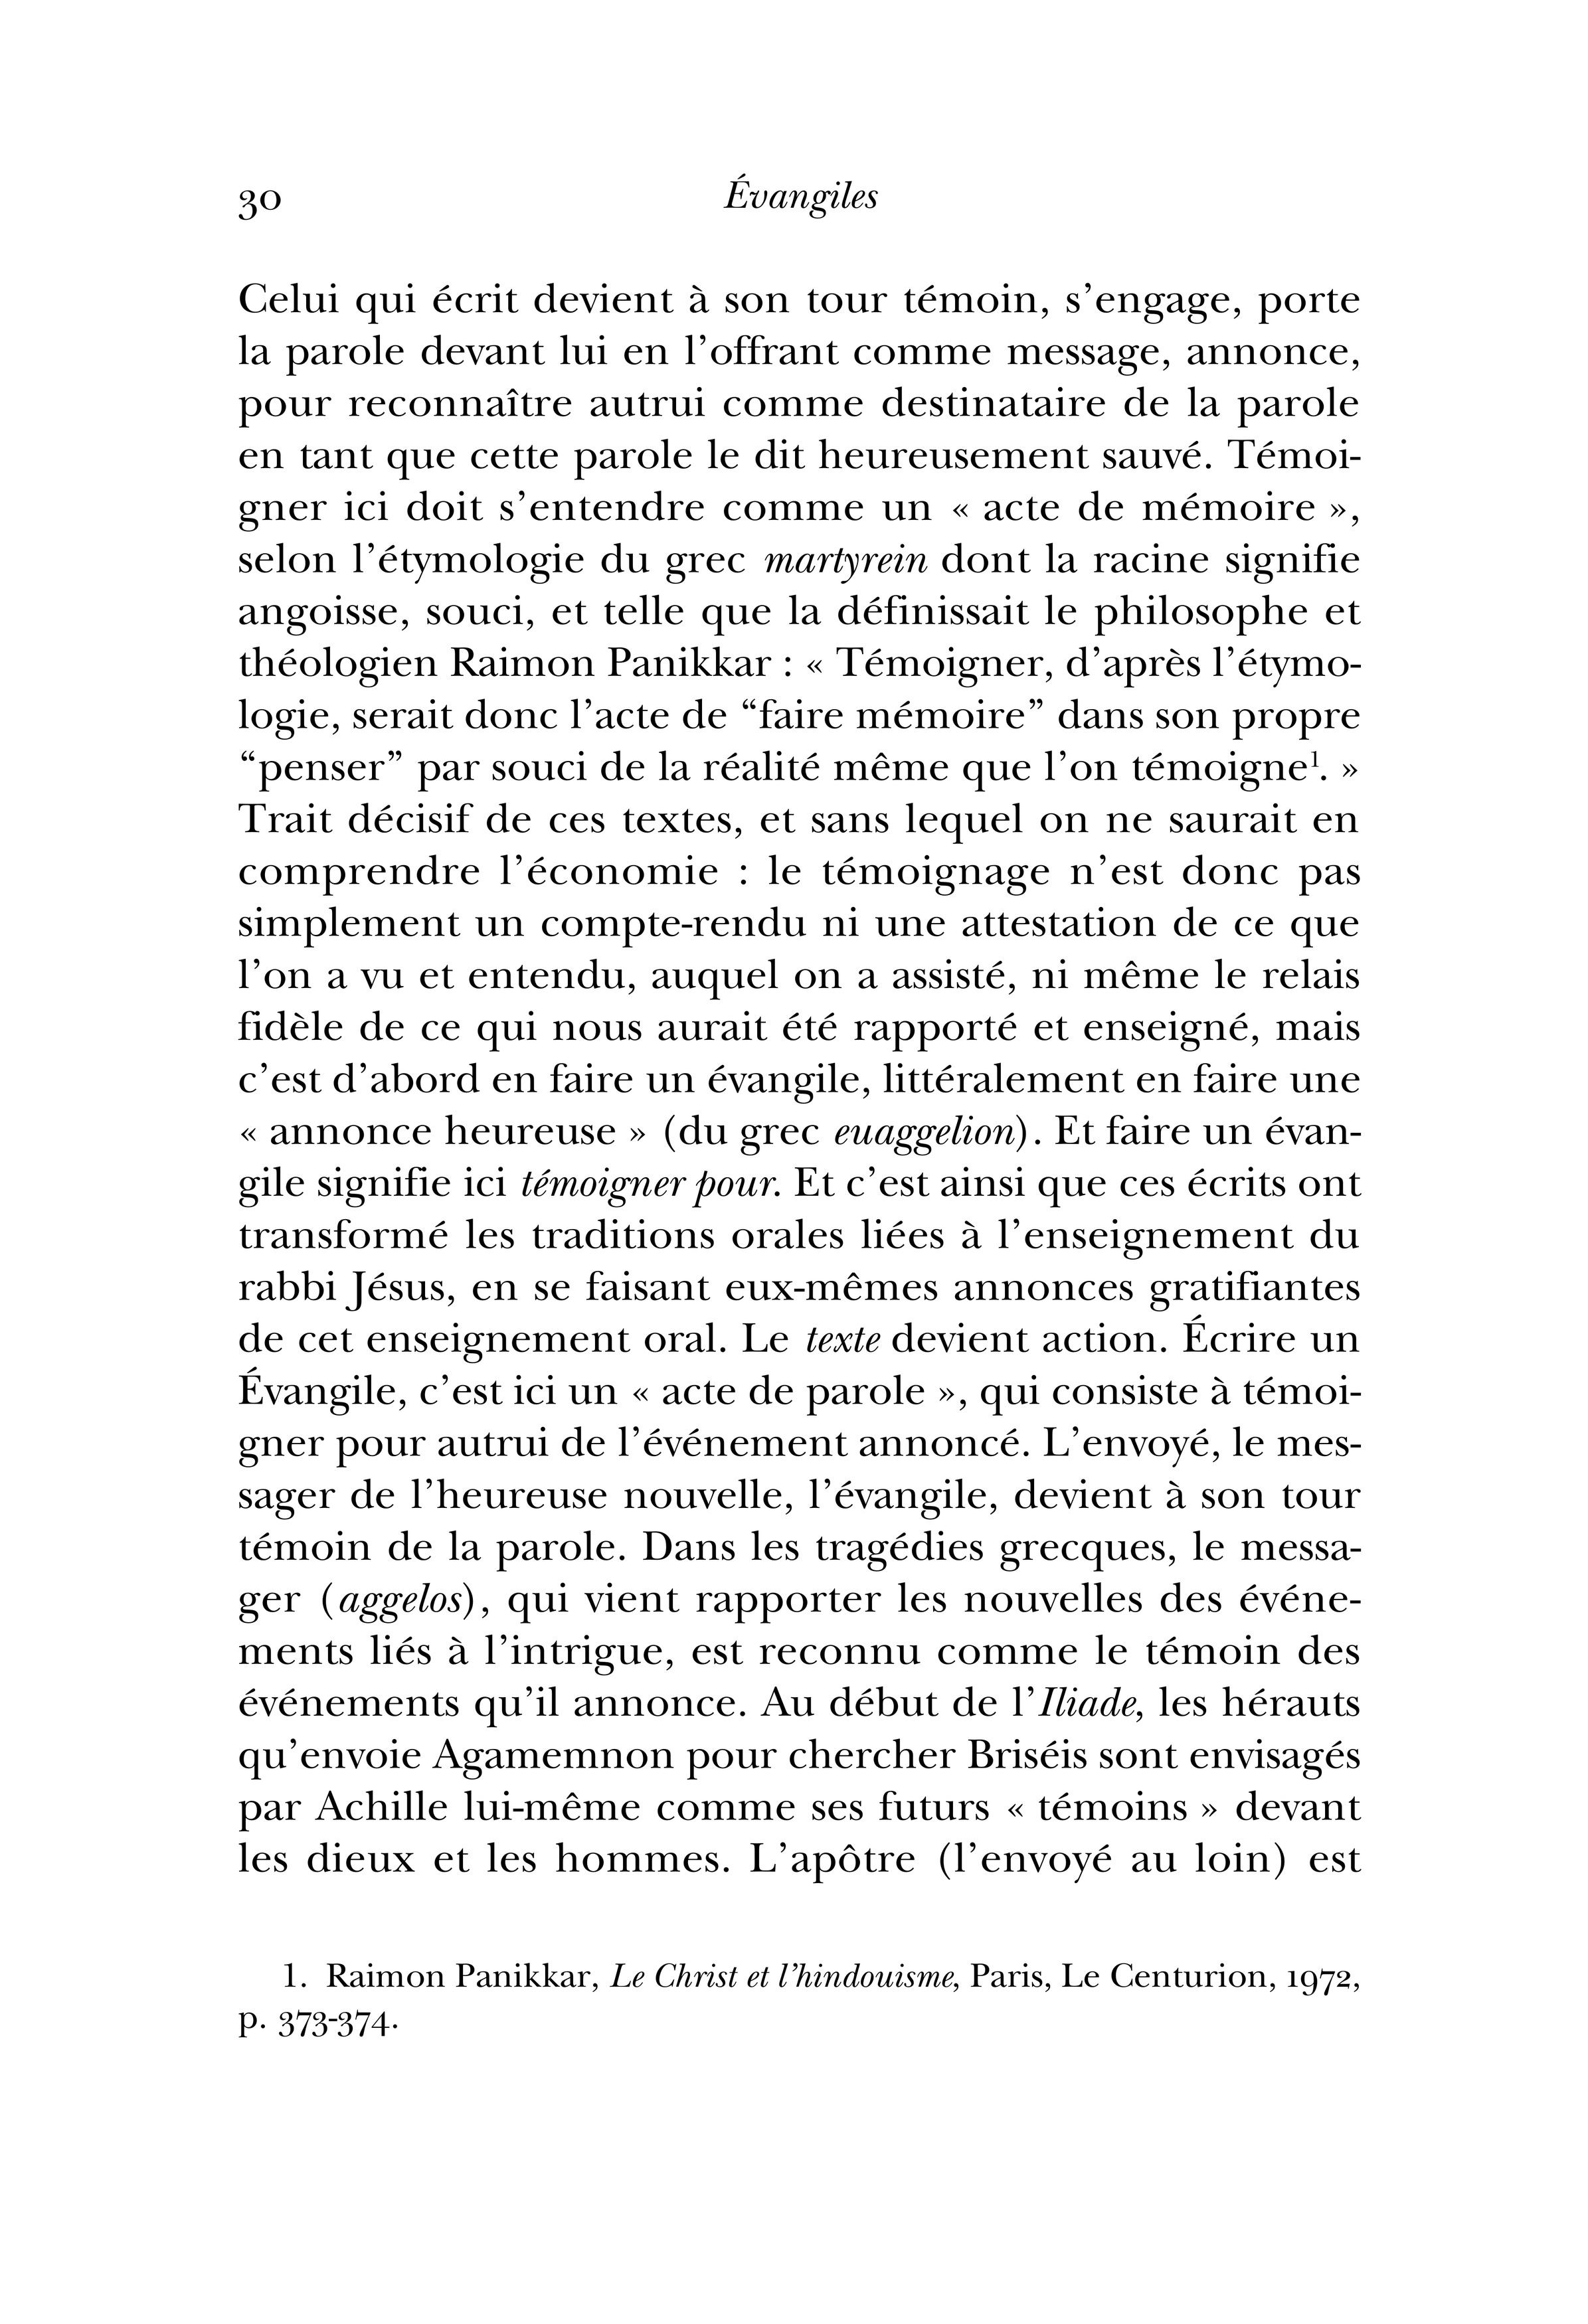 30
Évangiles
Celui qui écrit devient à son tour témoin, s’engage, porte
la parole devant lui en l’offrant comme message, annonce,
pour reconnaître autrui comme destinataire de la parole
en tant que cette parole le dit heureusement sauvé. Témoi-
gner ici doit s’entendre comme un « acte de mémoire »,
selon l’étymologie du grec martyrein dont la racine signifie
angoisse, souci, et telle que la définissait le philosophe et
théologien Raimon Panikkar : « Témoigner, d’après l’étymo-
logie, serait donc l’acte de “faire mémoire” dans son propre
“penser” par souci de la réalité même que l’on témoigne¹. »
Trait décisif de ces textes, et sans lequel on ne saurait en
comprendre l’économie : le témoignage n’est donc pas
simplement un compte-rendu ni une attestation de ce que
l’on a vu et entendu, auquel on a assisté, ni même le relais
fidèle de ce qui nous aurait été rapporté et enseigné, mais
c’est d’abord en faire un évangile, littéralement en faire une
« annonce heureuse » (du grec euaggelion). Et faire un évan-
gile signifie ici témoigner pour. Et c’est ainsi que ces écrits ont
transformé les traditions orales liées à l’enseignement du
rabbi Jésus, en se faisant eux-mêmes annonces gratifiantes
de cet enseignement oral. Le texte devient action. Écrire un
Évangile, c’est ici un « acte de parole », qui consiste à témoi-
gner pour autrui de l’événement annoncé. L’envoyé, le mes-
sager de l’heureuse nouvelle, l’évangile, devient à son tour
témoin de la parole. Dans les tragédies grecques, le messa-
ger (aggelos), qui vient rapporter les nouvelles des événe-
ments liés à l’intrigue, est reconnu comme le témoin des
événements qu’il annonce. Au début de l’Iliade, les hérauts
qu’envoie Agamemnon pour chercher Briséis sont envisagés
par Achille lui-même comme ses futurs « témoins » devant
les dieux et les hommes. L’apôtre (l’envoyé au loin) est
1. Raimon Panikkar, Le Christ et l’hindouisme, Paris, Le Centurion, 1972,
p. 373-374.